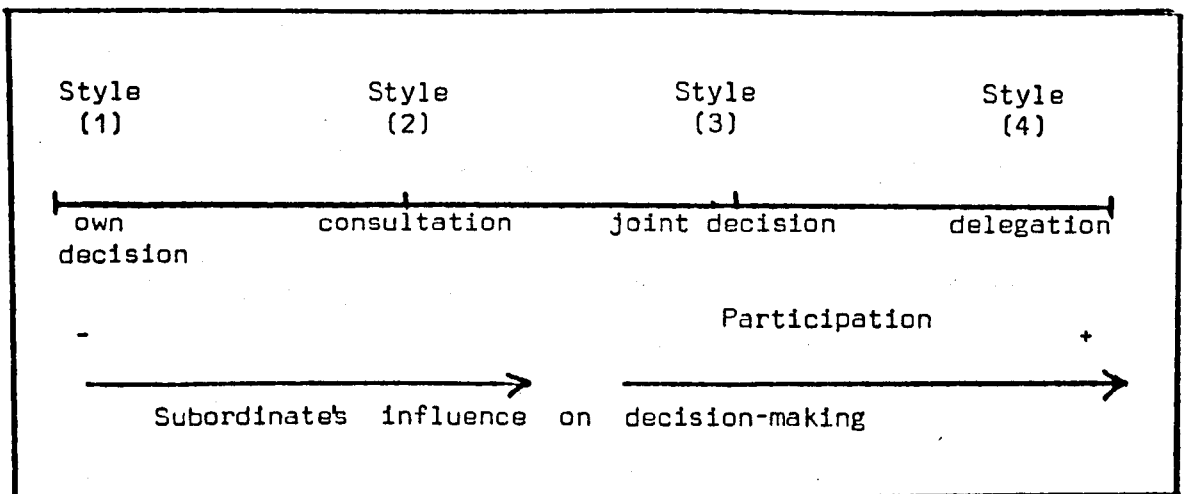 Style Style Style Style
(1) (2) (3) (4)
own consultation joint decision delegation
decision
Participation
- +
Subordinate's influence on decision-making